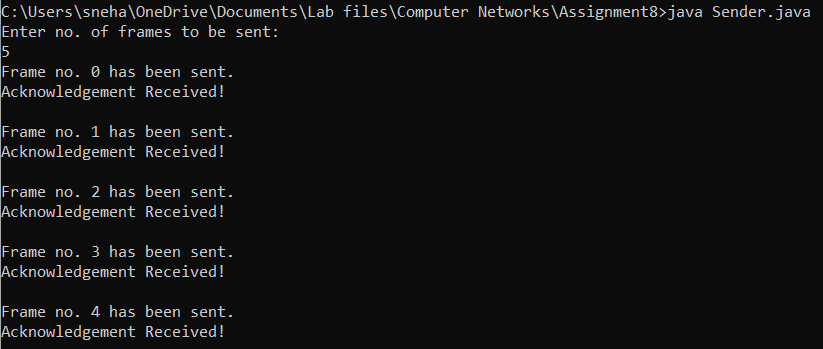 C:\Users\sneha\OneDrive\Documents\Lab files\Computer Networks\Assignment8>java Sender.java
Enter no. of frames to be sent:
5
Frame no. 0 has been sent.
Acknowledgement Received!
Frame no. 1 has been sent.
Acknowledgement Received!
Frame no. 2 has been sent.
Acknowledgement Received!
Frame no. 3 has been sent.
Acknowledgement Received!
Frame no. 4 has been sent.
Acknowledgement Received!